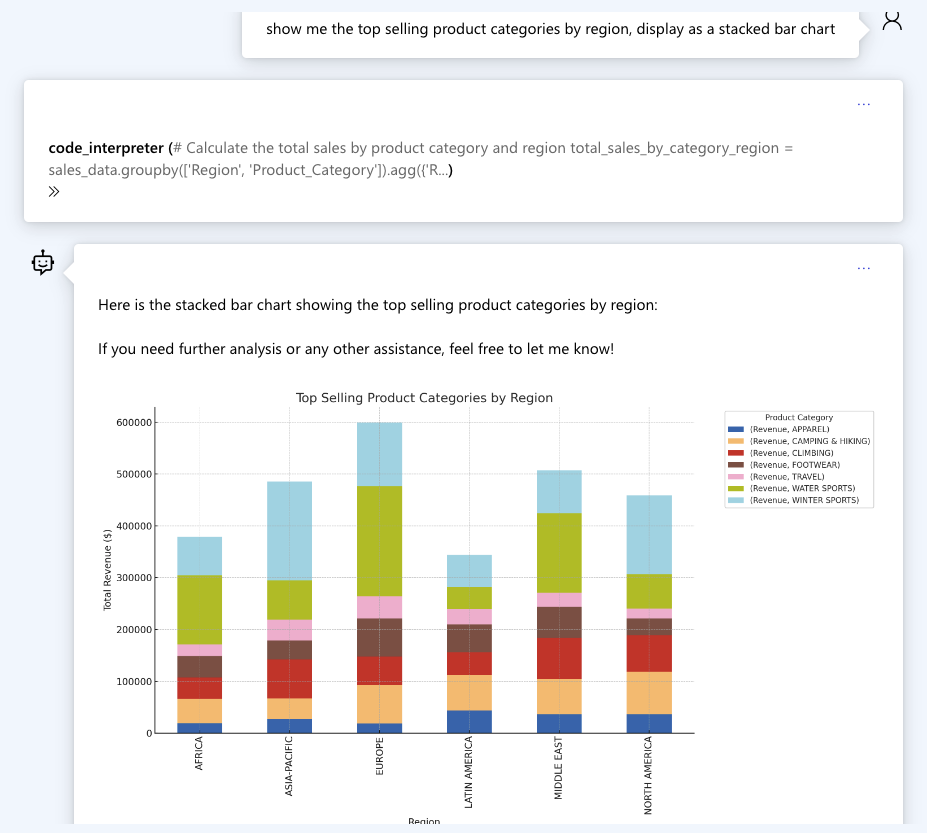 show me the top selling product categories by region, display as a stacked bar chart
...
code_interpreter (# Calculate the total sales by product category and region total_sales_by_category_region =
sales_data.groupby(['Region', 'Product_Category']).agg({'R...)
...
Here is the stacked bar chart showing the top selling product categories by region:
If you need further analysis or any other assistance, feel free to let me know!
Top Selling Product Categories by Region
Total Revenue ($)
600000
500000
400000
300000
200000
100000
0
AFRICA
ASIA-PACIFIC
EUROPE
LATIN AMERICA
MIDDLE EAST
NORTH AMERICA
Region
Product Category
(Revenue, APPAREL)
(Revenue, CAMPING & HIKING)
(Revenue, CLIMBING)
(Revenue, FOOTWEAR)
(Revenue, TRAVEL)
(Revenue, WATER SPORTS)
(Revenue, WINTER SPORTS)